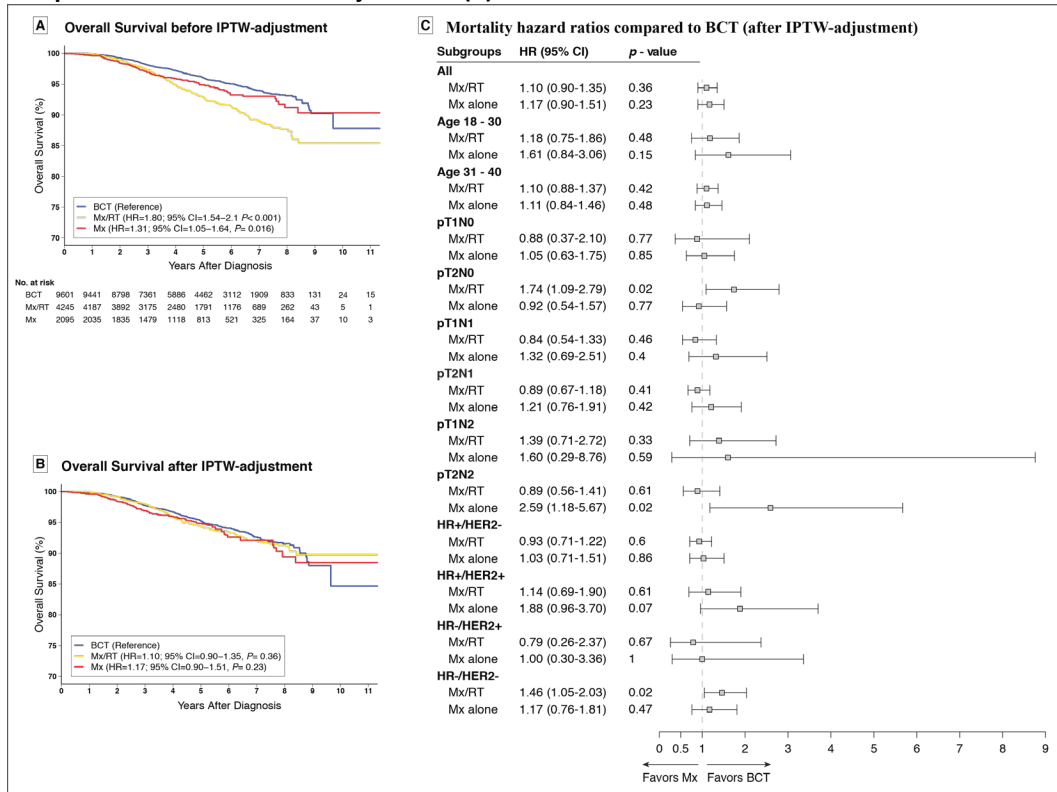 A Overall Survival before IPTW-adjustment
Overall Survival (%)
100
95
90
85
80
75
70
BCT (Reference)
Mx/RT (HR=1.80; 95% CI=1.54–2.1 P< 0.001)
Mx (HR=1.31; 95% CI=1.05–1.64, P= 0.016)
0 1 2 3 4 5 6 7 8 9 10 11
Years After Diagnosis
No. at risk
BCT 9601 9441 8798 7361 5886 4462 3112 1909 833 131 24 15
Mx/RT 4245 4187 3892 3175 2480 1791 1176 689 262 43 5 1
Mx 2095 2035 1835 1479 1118 813 521 325 164 37 10 3
B Overall Survival after IPTW-adjustment
Overall Survival (%)
100
95
90
85
80
75
70
BCT (Reference)
Mx/RT (HR=1.10; 95% CI=0.90–1.35, P= 0.36)
Mx (HR=1.17; 95% CI=0.90–1.51, P= 0.23)
0 1 2 3 4 5 6 7 8 9 10 11
Years After Diagnosis
C Mortality hazard ratios compared to BCT (after IPTW-adjustment)
Subgroups HR (95% CI) p - value
All
Mx/RT 1.10 (0.90-1.35) 0.36
Mx alone 1.17 (0.90-1.51) 0.23
Age 18 - 30
Mx/RT 1.18 (0.75-1.86) 0.48
Mx alone 1.61 (0.84-3.06) 0.15
Age 31 - 40
Mx/RT 1.10 (0.88-1.37) 0.42
Mx alone 1.11 (0.84-1.46) 0.48
pT1N0
Mx/RT 0.88 (0.37-2.10) 0.77
Mx alone 1.05 (0.63-1.75) 0.85
pT2N0
Mx/RT 1.74 (1.09-2.79) 0.02
Mx alone 0.92 (0.54-1.57) 0.77
pT1N1
Mx/RT 0.84 (0.54-1.33) 0.46
Mx alone 1.32 (0.69-2.51) 0.4
pT2N1
Mx/RT 0.89 (0.67-1.18) 0.41
Mx alone 1.21 (0.76-1.91) 0.42
pT1N2
Mx/RT 1.39 (0.71-2.72) 0.33
Mx alone 1.60 (0.29-8.76) 0.59
pT2N2
Mx/RT 0.89 (0.56-1.41) 0.61
Mx alone 2.59 (1.18-5.67) 0.02
HR+/HER2-
Mx/RT 0.93 (0.71-1.22) 0.6
Mx alone 1.03 (0.71-1.51) 0.86
HR+/HER2+
Mx/RT 1.14 (0.69-1.90) 0.61
Mx alone 1.88 (0.96-3.70) 0.07
HR-/HER2+
Mx/RT 0.79 (0.26-2.37) 0.67
Mx alone 1.00 (0.30-3.36) 1
HR-/HER2-
Mx/RT 1.46 (1.05-2.03) 0.02
Mx alone 1.17 (0.76-1.81) 0.47
0 0.5 1 2 3 4 5 6 7 8 9
Favors Mx Favors BCT